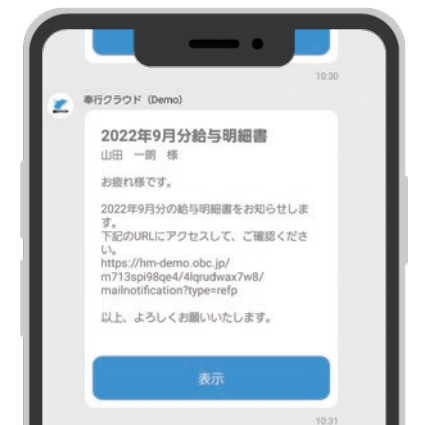 10:30
奉行クラウド（Demo）
2022年9月分給与明細書
山田　一朗　様
お疲れ様です。
2022年9月分の給与明細書をお知らせしま
す。
下記のURLにアクセスして、ご確認くださ
い。
https://hm-demo.obc.jp/
m713spi98qe4/4lqrudwax7w8/
mailnotification?type=refp
以上、よろしくお願いいたします。
表示
10:31